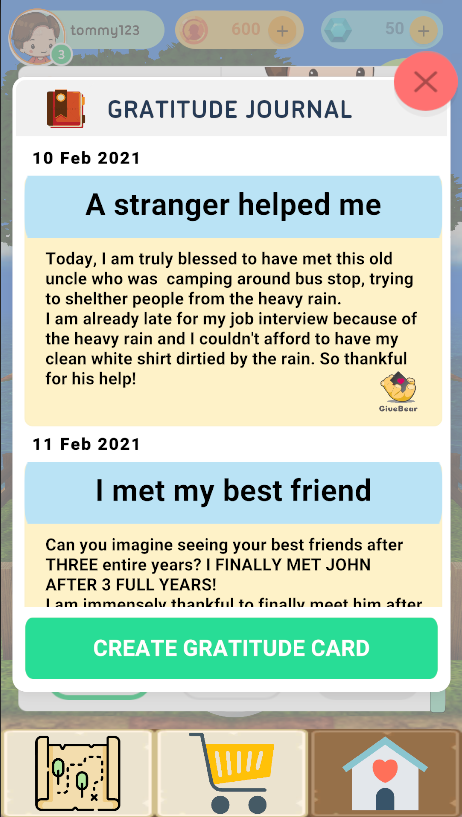 tommy123
600
+
50
+
3
GRATITUDE JOURNAL
10 Feb 2021
A stranger helped me
Today, I am truly blessed to have met this old
uncle who was camping around bus stop, trying
to shelther people from the heavy rain.
I am already late for my job interview because of
the heavy rain and I couldn't afford to have my
clean white shirt dirtied by the rain. So thankful
for his help!
GiveBear
11 Feb 2021
I met my best friend
Can you imagine seeing your best friends after
THREE entire years? I FINALLY MET JOHN
AFTER 3 FULL YEARS!
I am immensely thankful to finally meet him after
CREATE GRATITUDE CARD